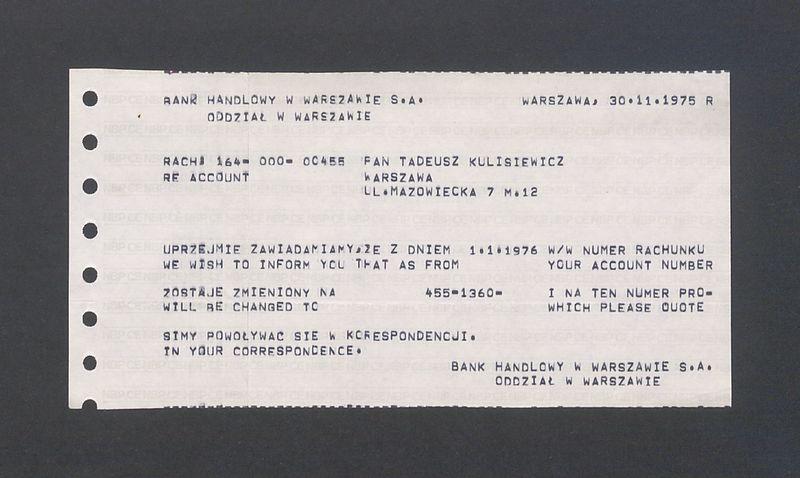 BANK HANDLOWY W WARSZAWIE S.A. WARSZAWA, 30.11.1975 R
ODDZIAŁ W WARSZAWIE
RACH# 164- 000- 00455 PAN TADEUSZ KULISIEWICZ
RE ACCOUNT WARSZAWA
UL.MAZOWIECKA 7 M.12
UPRZEJMIE ZAWIADAMIAMY,ŻE Z DNIEM 1.1.1976 W/W NUMER RACHUNKU
WE WISH TO INFORM YOU THAT AS FROM YOUR ACCOUNT NUMBER
ZOSTAJE ZMIENIONY NA 455-1360- I NA TEN NUMER PRO-
WILL BE CHANGED TO WHICH PLEASE QUOTE
SIMY POWOŁYWAC SIE W KORESPONDENCJI.
IN YOUR CORRESPONDENCE.
BANK HANDLOWY W WARSZAWIE S.A.
ODDZIAŁ W WARSZAWIE